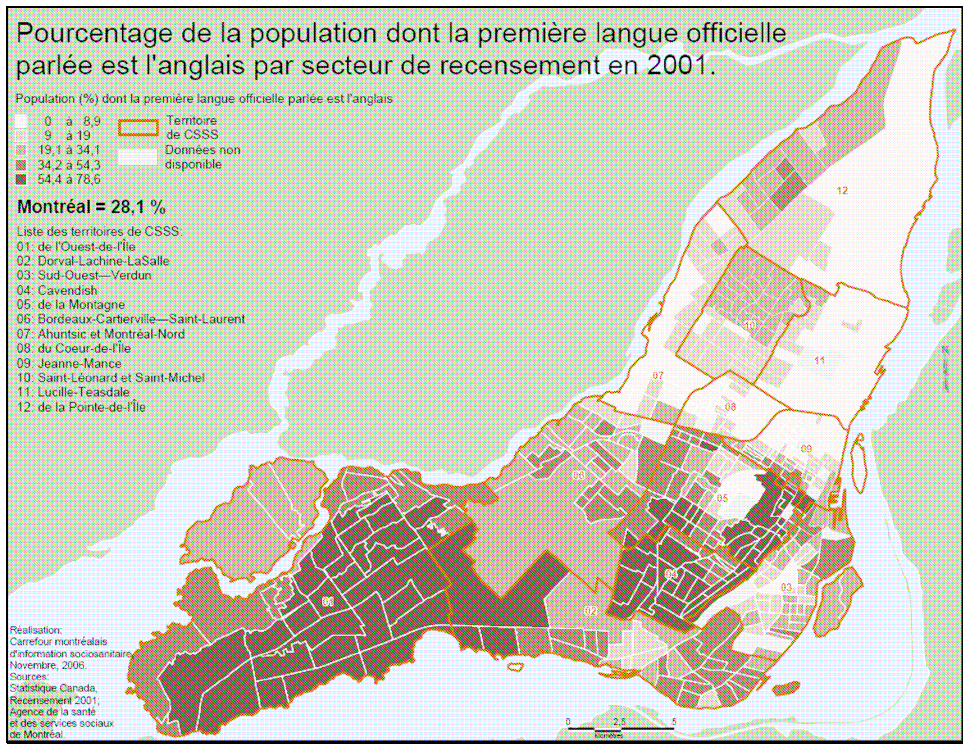 Pourcentage de la population dont la première langue officielle
parlée est l'anglais par secteur de recensement en 2001.
Population (%) dont la première langue officielle parlée est l'anglais
0 à 8,9
9 à 19
19,1 à 34,1
34,2 à 54,3
54,4 à 78,6
Territoire
de CSSS
Données non
disponible
Montréal = 28,1 %
Liste des territoires de CSSS:
01: de l'Ouest-de-l'Île
02: Dorval-Lachine-LaSalle
03: Sud-Ouest—Verdun
04: Cavendish
05: de la Montagne
06: Bordeaux-Cartierville—Saint-Laurent
07: Ahuntsic et Montréal-Nord
08: du Coeur-de-l'Île
09: Jeanne-Mance
10: Saint-Léonard et Saint-Michel
11: Lucille-Teasdale
12: de la Pointe-de-l'Île
12
10
11
07
08
09
06
05
04
03
01
02
Réalisation:
Carrefour montréalais
d'information sociosanitaire,
Novembre, 2006.
Sources:
Statistique Canada,
Recensement 2001;
Agence de la santé
et des services sociaux
de Montréal.
0 2,5 5
kilomètres